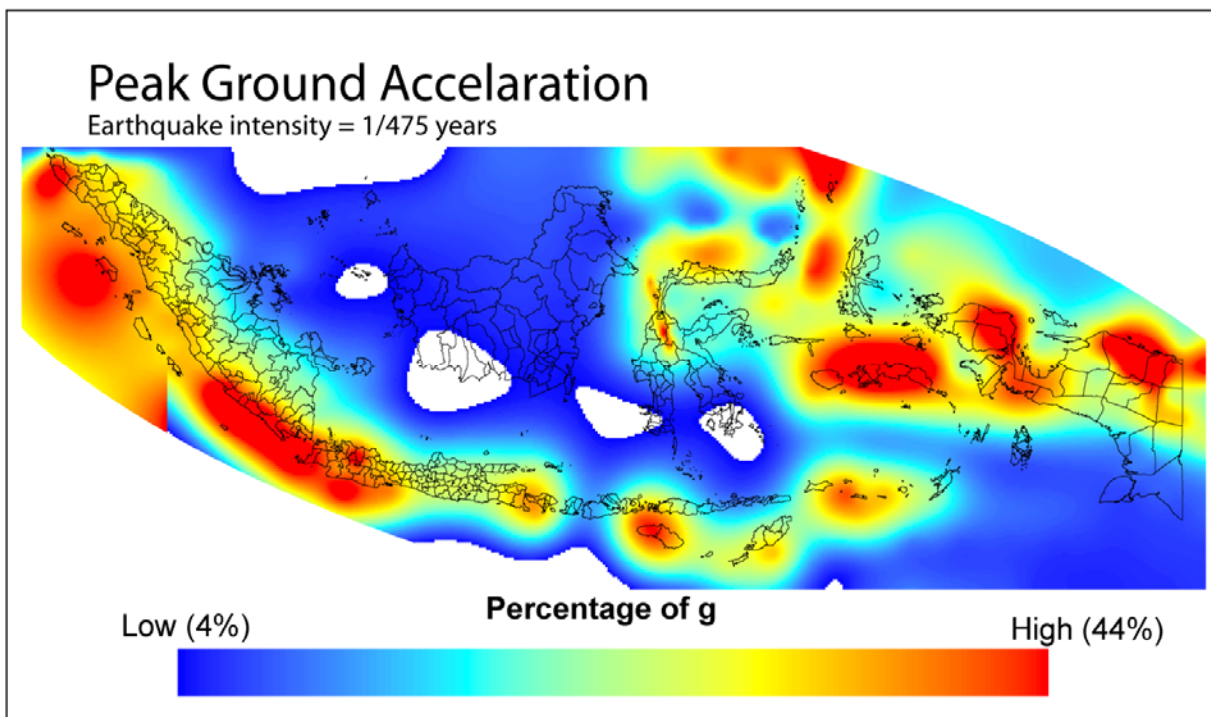 Peak Ground Accelaration
Earthquake intensity = 1/475 years
Percentage of g
Low (4%)
High (44%)